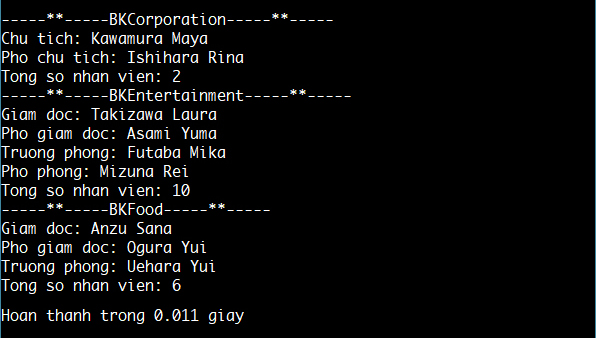 -----**-----BKCorporation-----**-----
Chu tich: Kawamura Maya
Pho chu tich: Ishihara Rina
Tong so nhan vien: 2
-----**-----BKEntertainment-----**-----
Giam doc: Takizawa Laura
Pho giam doc: Asami Yuma
Truong phong: Futaba Mika
Pho phong: Mizuna Rei
Tong so nhan vien: 10
-----**-----BKFood-----**-----
Giam doc: Anzu Sana
Pho giam doc: Ogura Yui
Truong phong: Uehara Yui
Tong so nhan vien: 6
Hoan thanh trong 0.011 giay